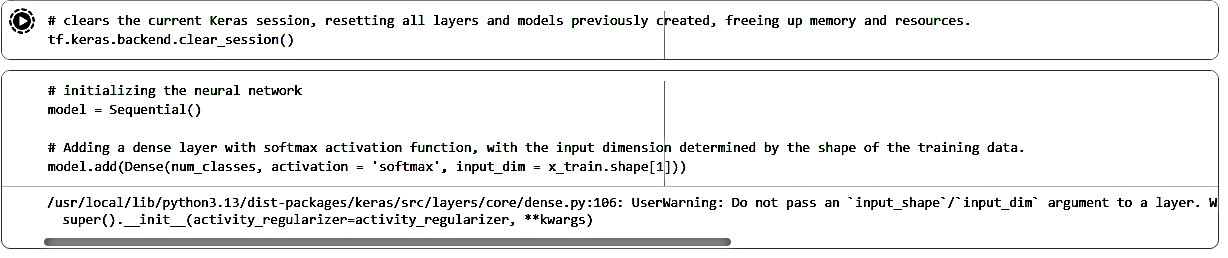 # clears the current Keras session, resetting all layers and models previously created, freeing up memory and resources.
tf.keras.backend.clear_session()
# initializing the neural network
model = Sequential()
# Adding a dense layer with softmax activation function, with the input dimension determined by the shape of the training data.
model.add(Dense(num_classes, activation = 'softmax', input_dim = x_train.shape[1]))
/usr/local/lib/python3.13/dist-packages/keras/src/layers/core/dense.py:106: UserWarning: Do not pass an `input_shape`/`input_dim` argument to a layer. W
super().__init__(activity_regularizer=activity_regularizer, **kwargs)